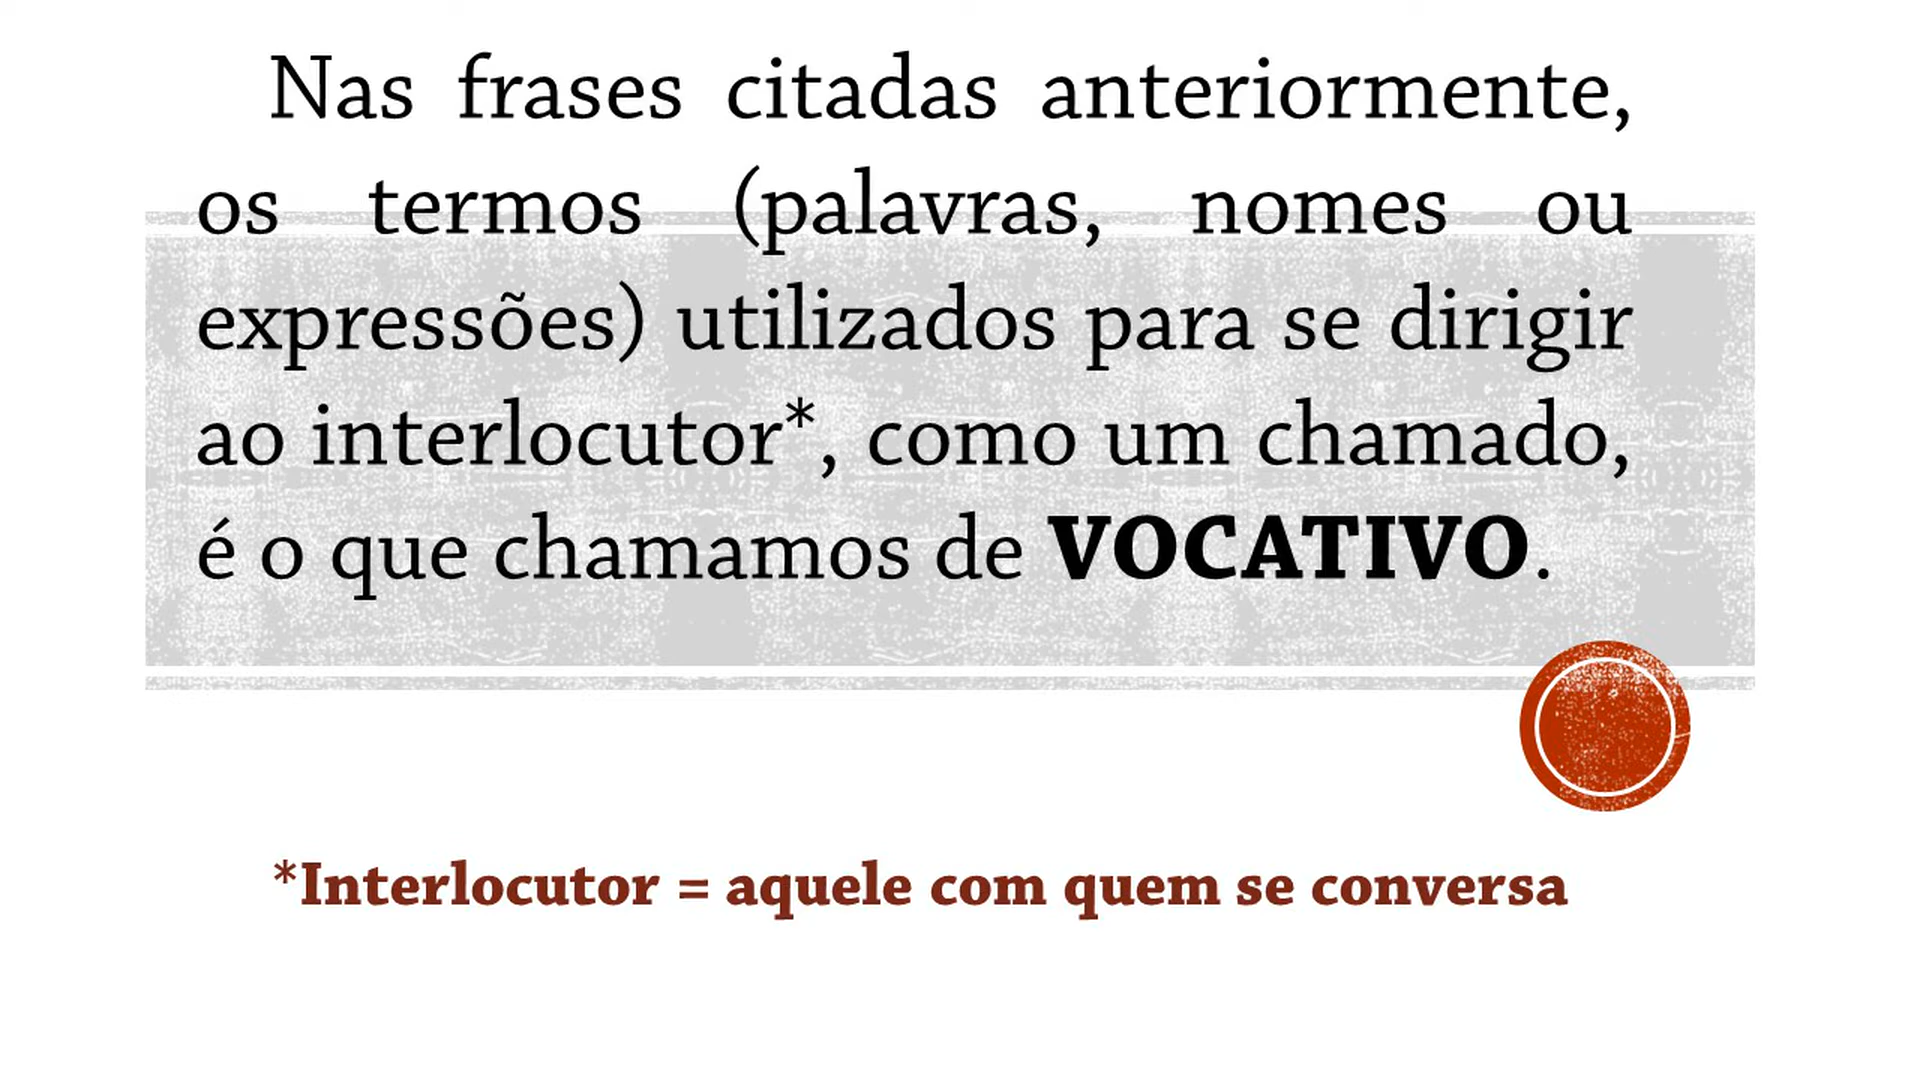 Nas frases citadas anteriormente,
os termos (palavras, nomes ou
expressões) utilizados para se dirigir
ao interlocutor*, como um chamado,
é o que chamamos de VOCATIVO.
*Interlocutor = aquele com quem se conversa